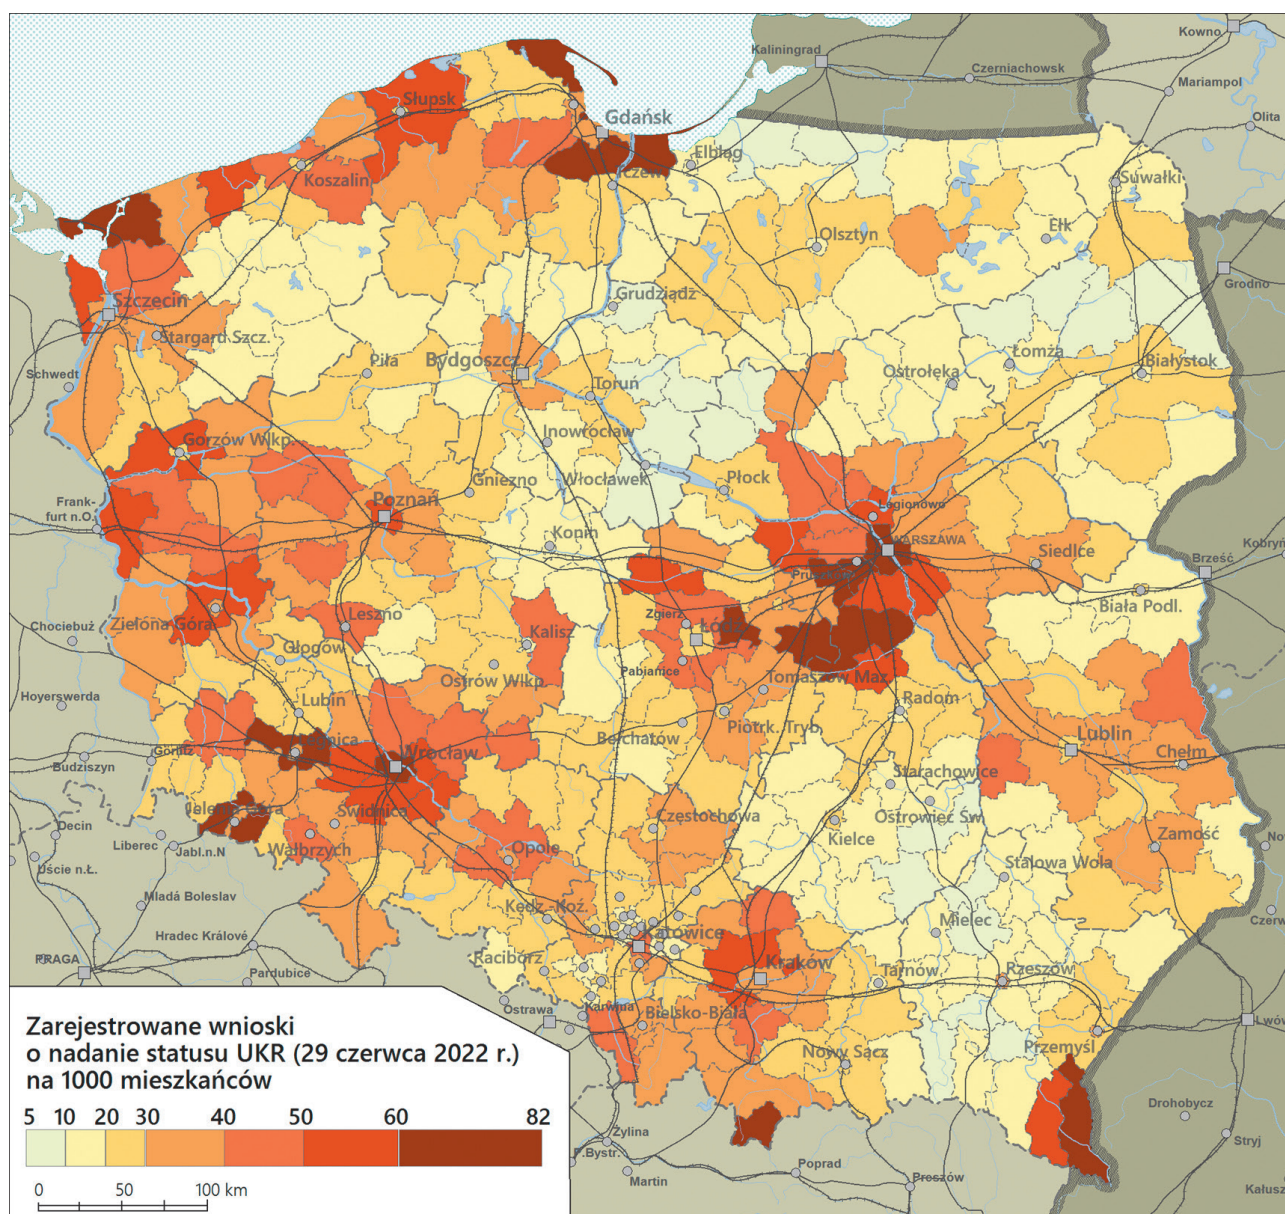 Kowno
Kaliningrad
Czerniachowsk
Mariampol
Słupsk
Gdańsk
Olita
Elbląg
Koszalin
Tczew
Suwałki
Olsztyn
Ełk
Grodno
Szczecin
Grudziądz
Stargard Szcz.
Łomża
Piła
Bydgoszcz
Białystok
Schwedt
Ostrołęka
Toruń
Gorzów Wlkp.
Inowrocław
Gniezno
Włocławek
Płock
Frank-
furt n.O.
Poznań
Legionowo
Konin
WARSZAWA
Siedlce
Kobryń
Brześć
Pruszków
Biała Podl.
Zielona Góra
Leszno
Zgierz
Łódź
Chociebuż
Kalisz
Głogów
Pabianice
Ostrów Wlkp.
Tomaszów Maz.
Hoyerswerda
Lubin
Radom
Piotrk. Tryb.
Bełchatów
Lublin
Legnica
Görlitz
Wrocław
Chełm
Budziszyn
Starachowice
Jelenia Góra
Świdnica
Częstochowa
Ostrowiec Św.
Decin
Liberec
Jabl.n.N
Wałbrzych
Kielce
Zamość
Uście n.Ł.
Opole
Stalowa Wola
Mladá Boleslav
Kędz.-Koź.
Mielec
Czerw
Hradec Králové
Katowice
PRAGA
Racibórz
Kraków
Tarnów
Rzeszów
Pardubice
Ostrawa
Karwina
Bielsko-Biała
Lwów
Przemyśl
Nowy Sącz
Zarejestrowane wnioski
o nadanie statusu UKR (29 czerwca 2022 r.)
na 1000 mieszkańców
5 10 20 30 40 50 60 82
Drohobycz
Żylina
Stryj
P.Bystr.
Poprad
Martin
Preszów
Kałusz
0 50 100 km